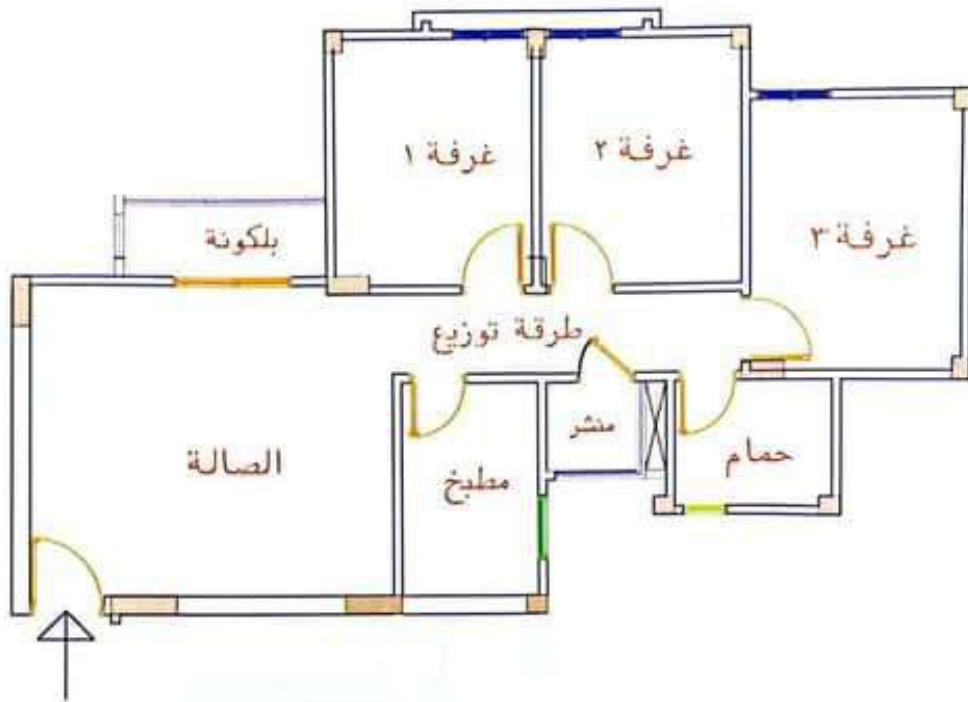 غرفة ١
غرفة ٢
غرفة ٣
بلكونة
طرقة توزيع
الصالة
مطبخ
منشر
حمام